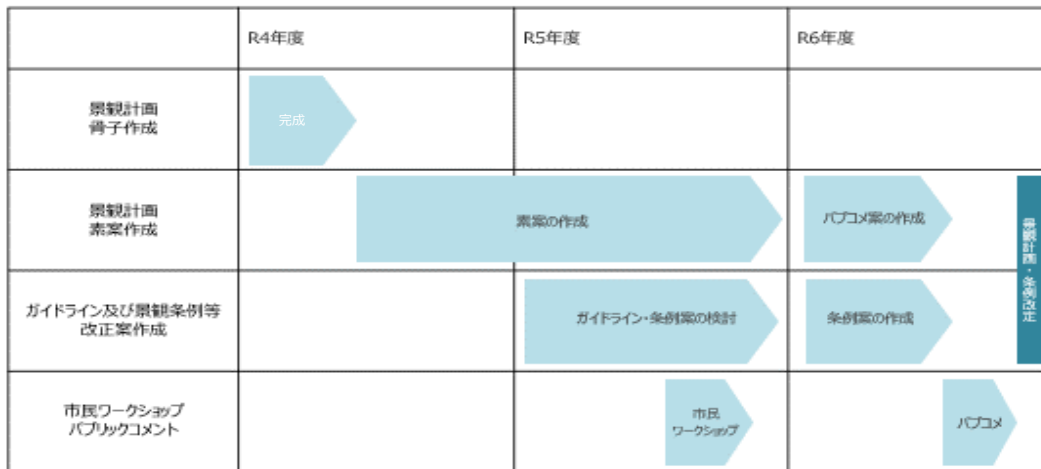 R4年度
R5年度
R6年度
景観計画
骨子作成
完成
景観計画
素案作成
素案の作成
パブコメ案の作成
景観計画・条例改正
ガイドライン及び景観条例等
改正案作成
ガイドライン・条例案の検討
条例案の作成
市民ワークショップ
パブリックコメント
市民
ワークショップ
パブコメ